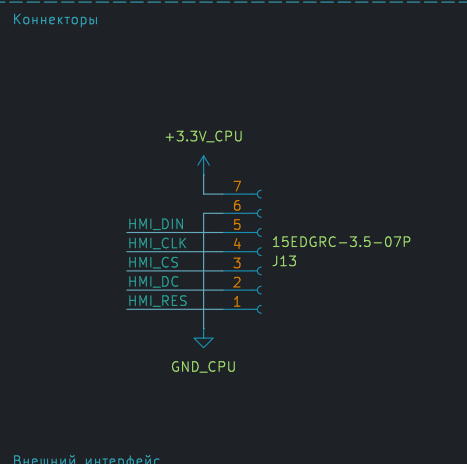 Коннекторы
+3.3V_CPU
7
6
HMI_DIN 5
HMI_CLK 4
15EDGRC-3.5-07P
HMI_CS 3
J13
HMI_DC 2
HMI_RES 1
GND_CPU
Внешний интерфейс